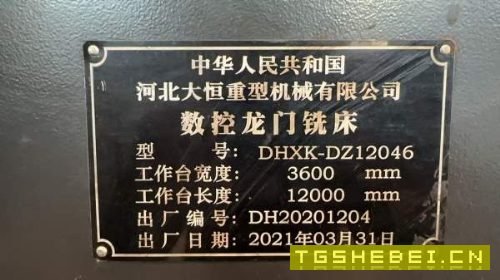 中华人民共和国
河北大恒重型机械有限公司
数控龙门铣床
型 号: DHXK-DZ12046
工作台宽度: 3600 mm
工作台长度: 12000 mm
出厂编号: DH20201204
出厂日期: 2021年03月31日
TGSHEBEI.CN